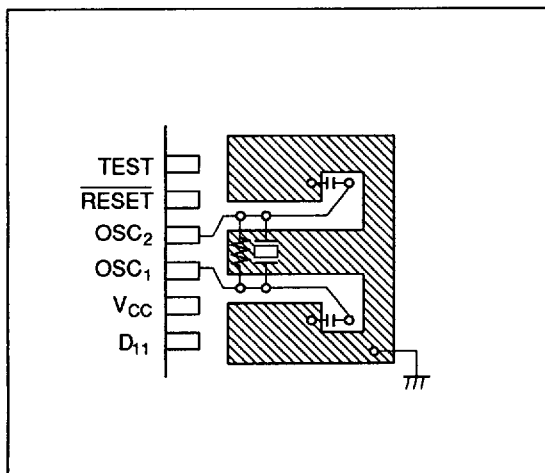 TEST
RESET
OSC2
OSC1
VCC
D11